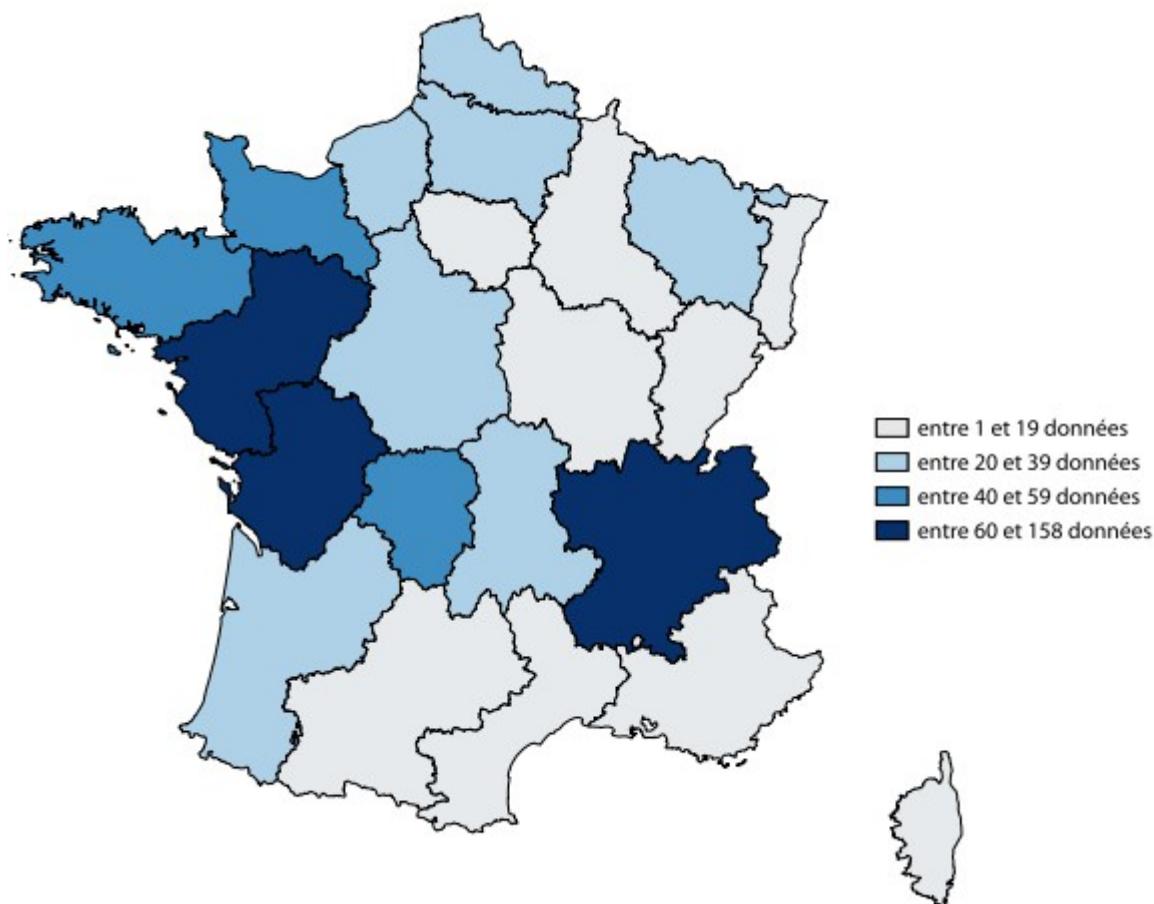 entre 1 et 19 données
entre 20 et 39 données
entre 40 et 59 données
entre 60 et 158 données